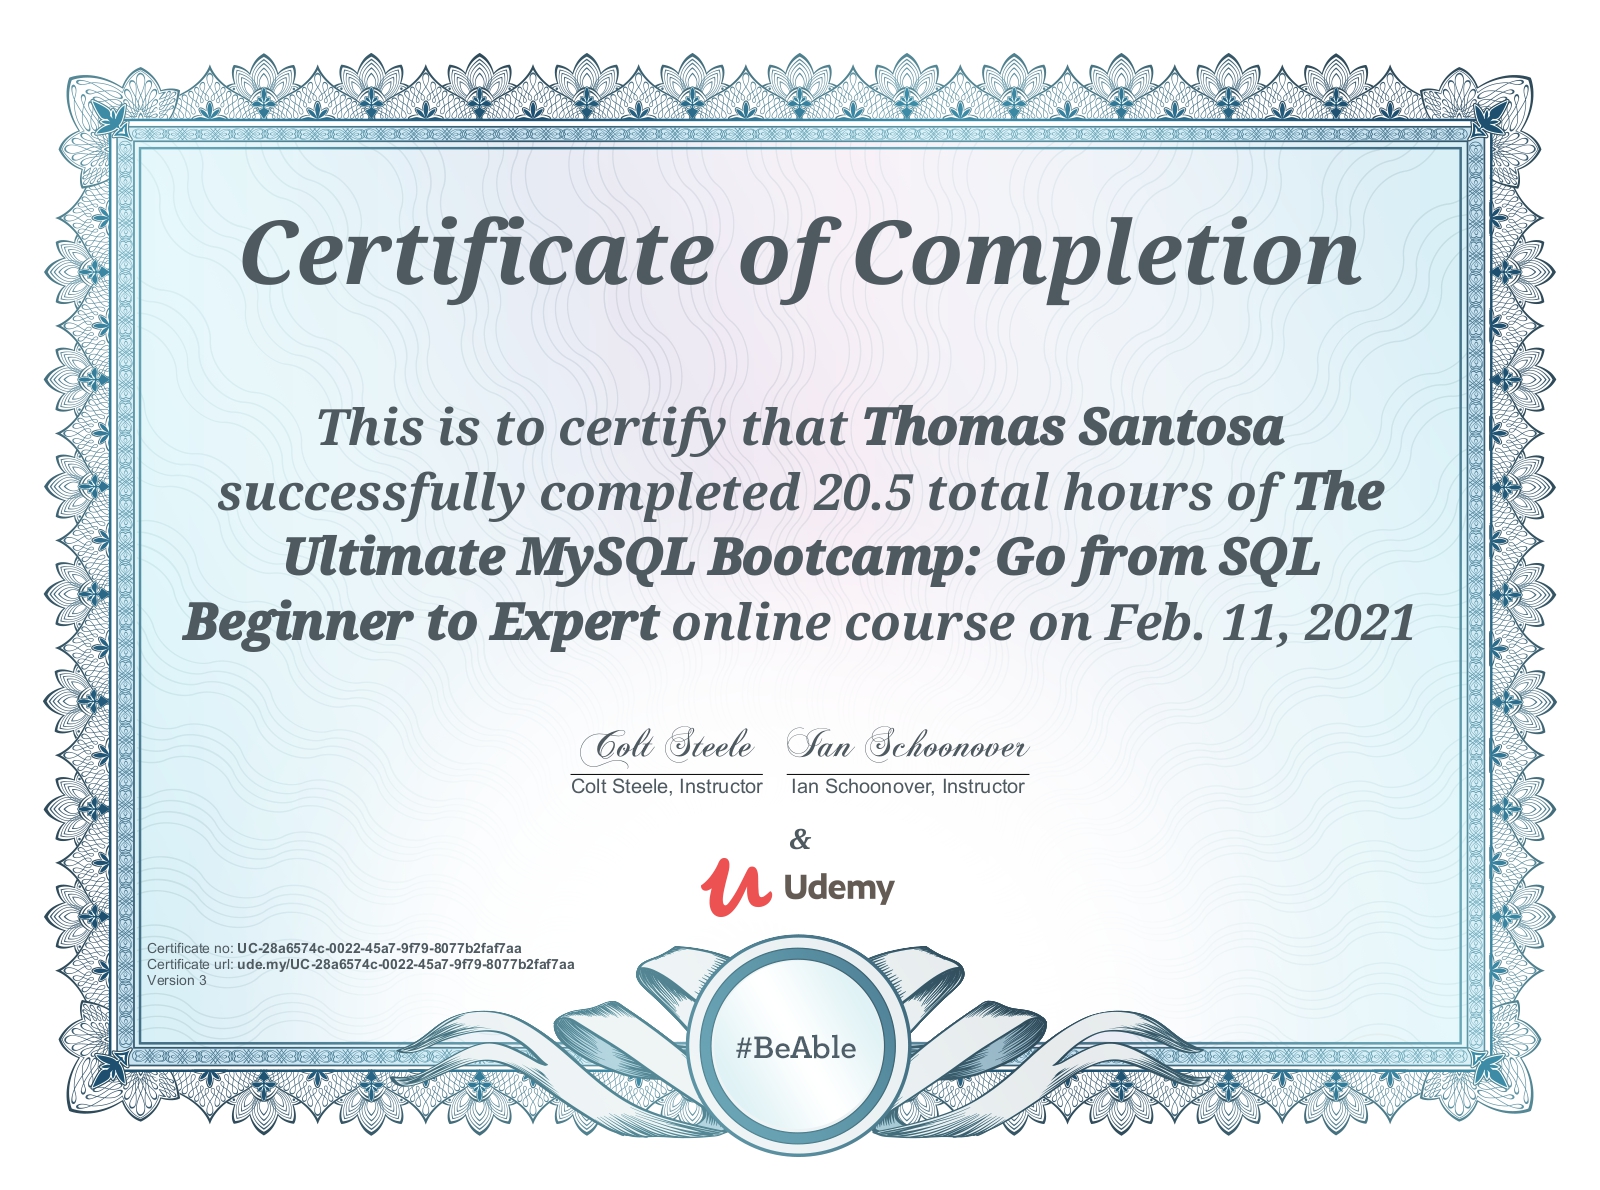 Certificate of Completion
This is to certify that Thomas Santosa
successfully completed 20.5 total hours of The
Ultimate MySQL Bootcamp: Go from SQL
Beginner to Expert online course on Feb. 11, 2021
Colt Steele Ian Schoonover
Colt Steele, Instructor Ian Schoonover, Instructor
&
Udemy
Certificate no: UC-28a6574c-0022-45a7-9f79-8077b2faf7aa
Certificate url: ude.my/UC-28a6574c-0022-45a7-9f79-8077b2faf7aa
Version 3
#BeAble